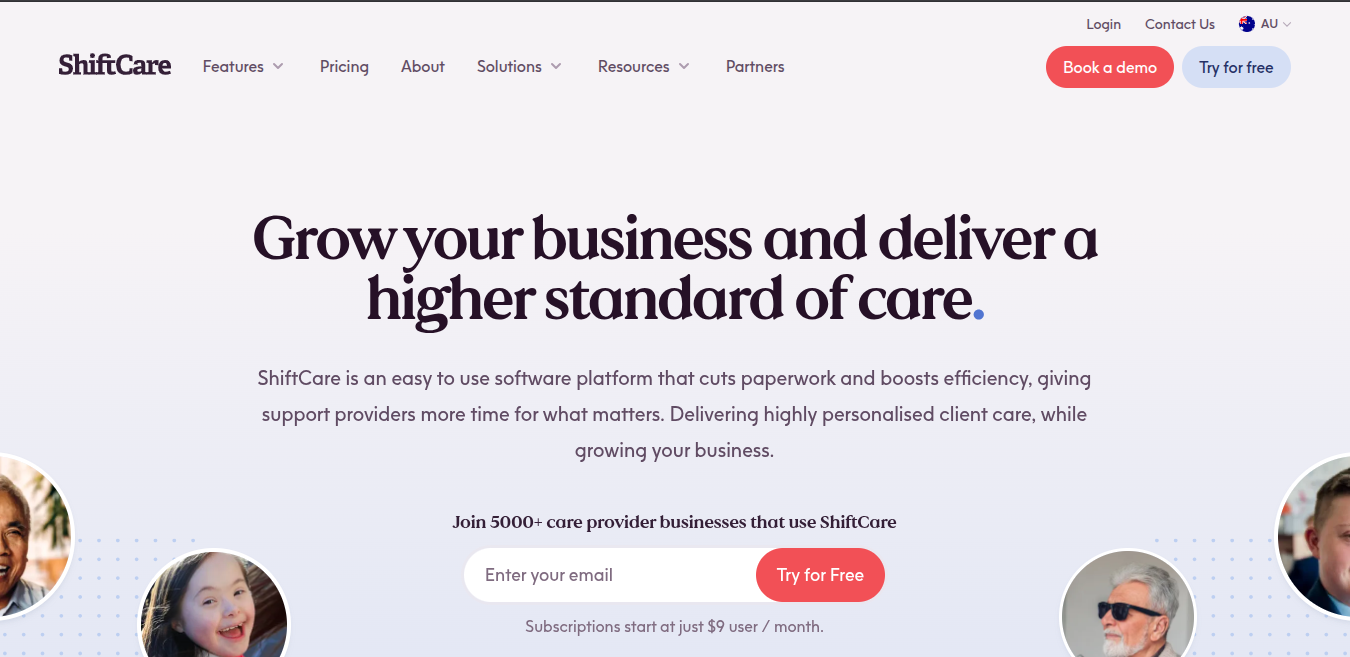 Login Contact Us AU
ShiftCare Features Pricing About Solutions Resources Partners Book a demo Try for free
Grow your business and deliver a
higher standard of care.
ShiftCare is an easy to use software platform that cuts paperwork and boosts efficiency, giving
support providers more time for what matters. Delivering highly personalised client care, while
growing your business.
Join 5000+ care provider businesses that use ShiftCare
Enter your email Try for Free
Subscriptions start at just $9 user / month.